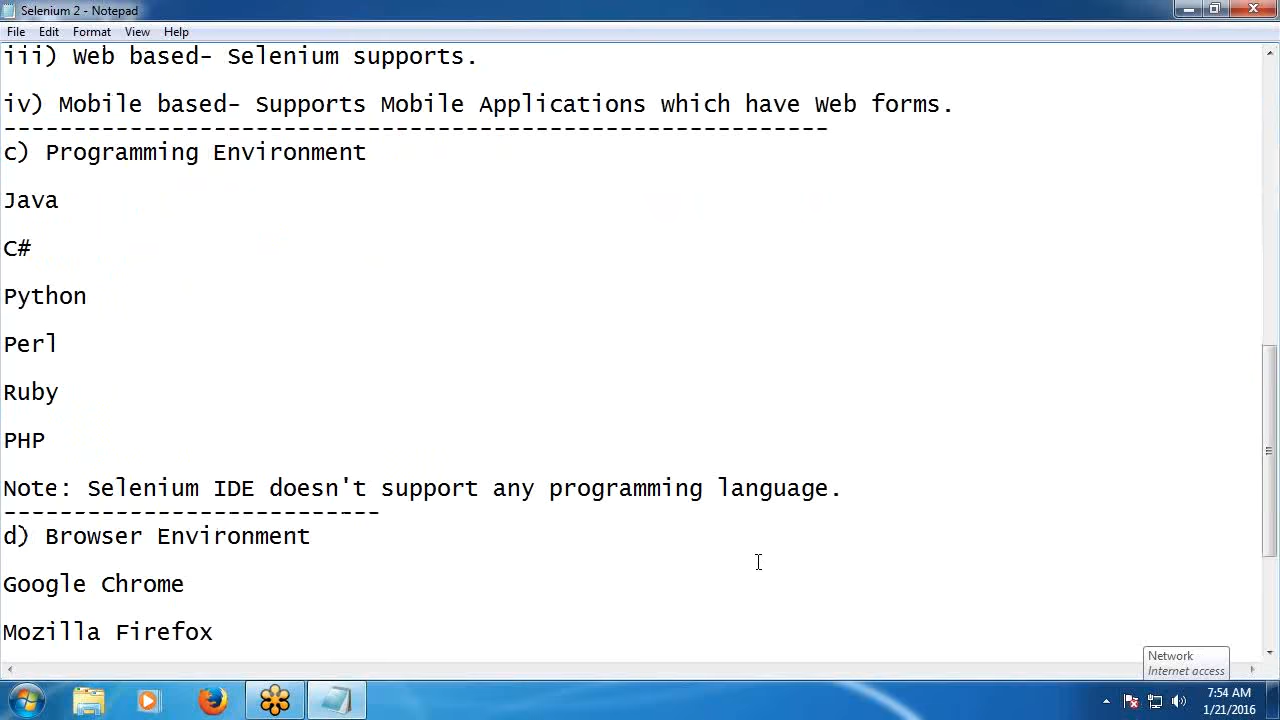 Selenium 2 - Notepad
File Edit Format View Help
iii) Web based- Selenium supports.
iv) Mobile based- Supports Mobile Applications which have Web forms.
-----------------------------------------------------------
c) Programming Environment
Java
C#
Python
Perl
Ruby
PHP
Note: Selenium IDE doesn't support any programming language.
---------------------------
d) Browser Environment
Google Chrome
Mozilla Firefox
Network
Internet access
7:54 AM
1/21/2016